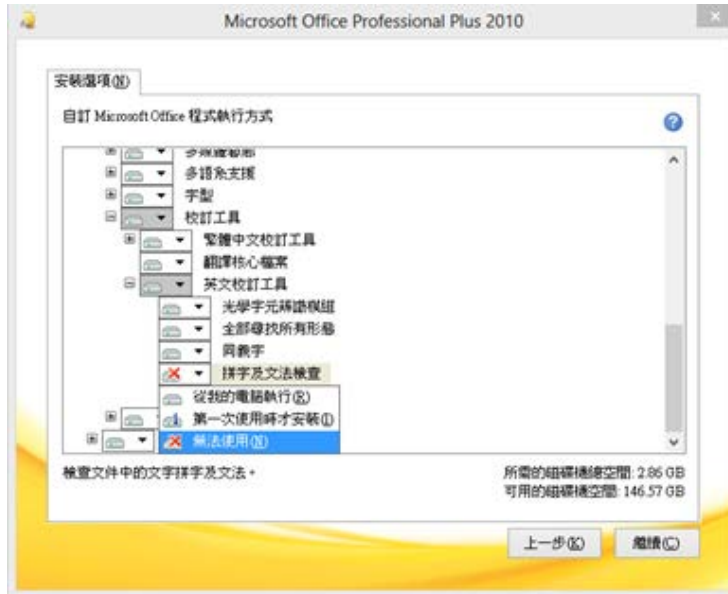 Microsoft Office Professional Plus 2010
安裝選項(N)
自訂 Microsoft Office 程式執行方式
多媒體藝廊
多語系支援
字型
校訂工具
繁體中文校訂工具
翻譯核心檔案
英文校訂工具
光學字元辨識模組
全部尋找所有形態
同義字
拼字及文法檢查
從我的電腦執行(R)
第一次使用時才安裝(I)
無法使用(N)
檢查文件中的文字拼字及文法。
所需的磁碟機總空間: 2.86 GB
可用的磁碟機空間: 146.57 GB
上一步(K)
繼續(C)